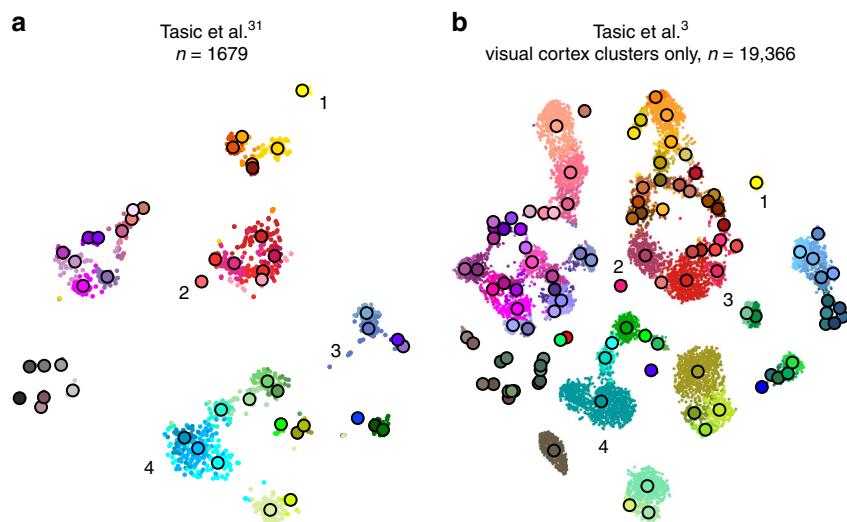 a
Tasic et al.31
n = 1679
1
2
3
4
b
Tasic et al.3
visual cortex clusters only, n = 19,366
1
2
3
4